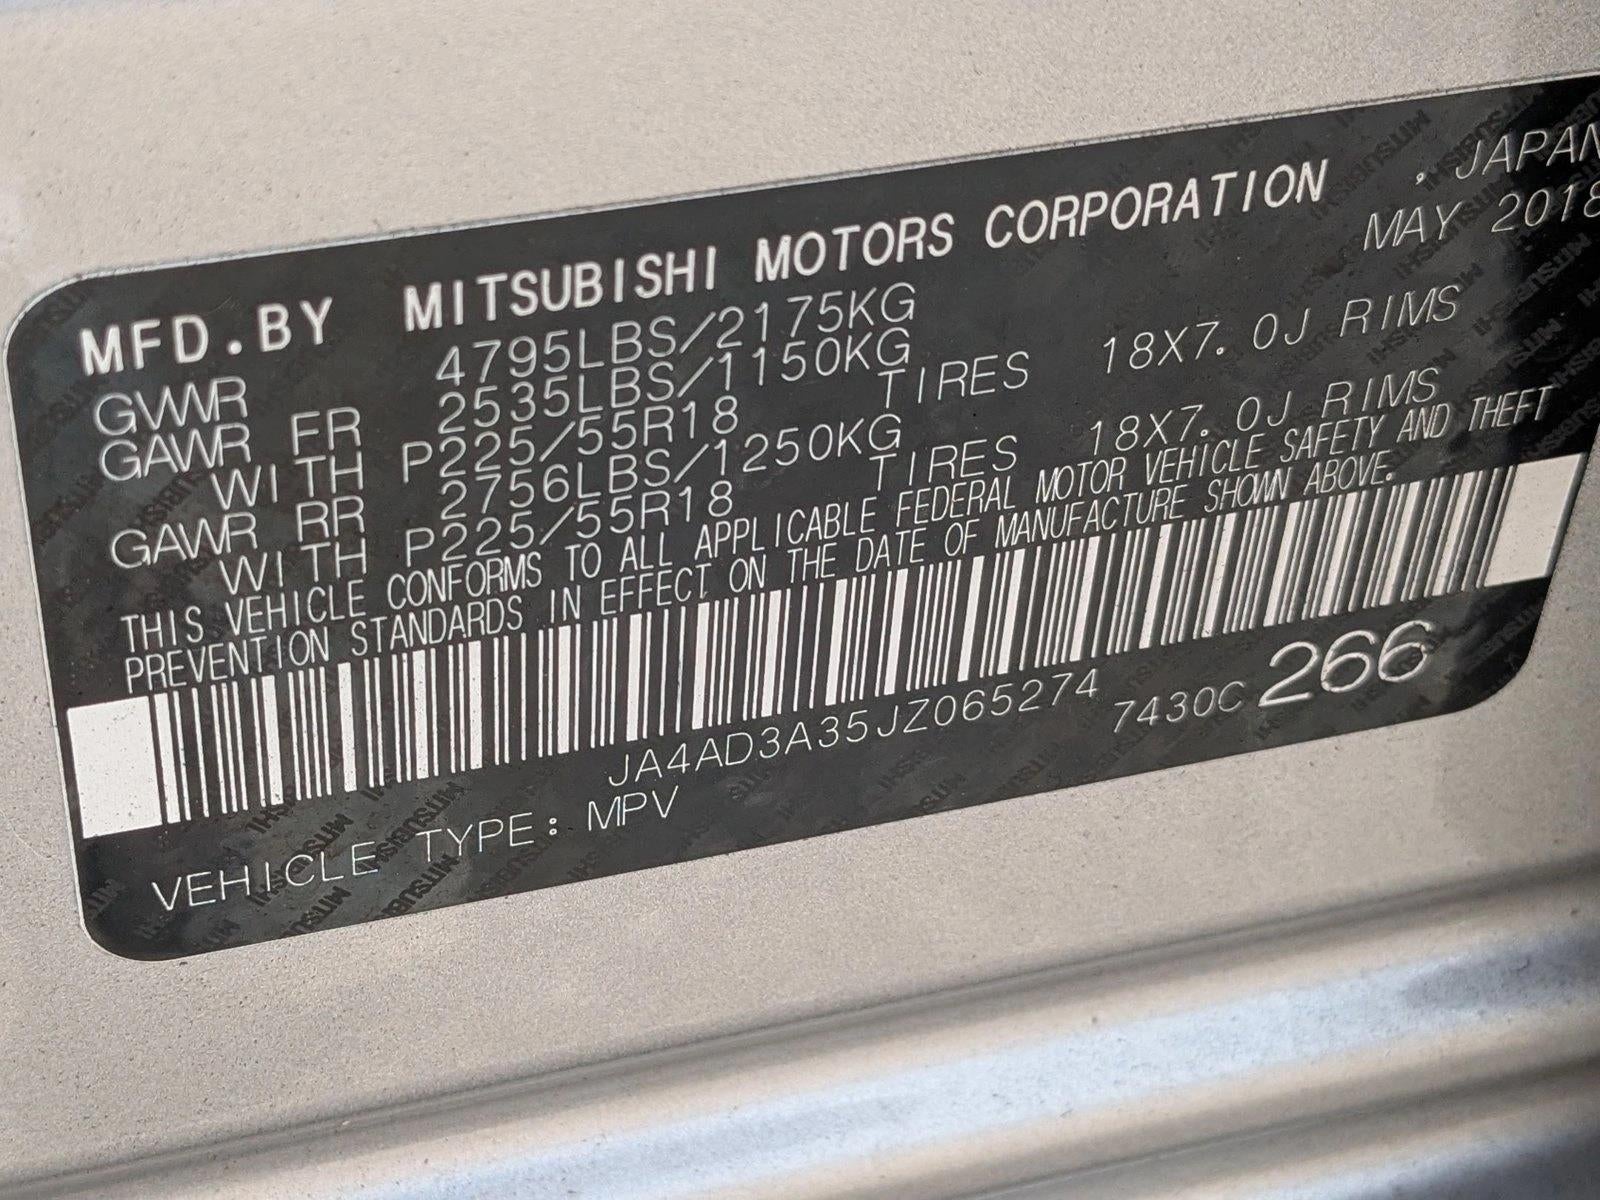 MFD.BY MITSUBISHI MOTORS CORPORATION , JAPAN
GVWR 4795LBS/2175KG MAY 2018
GAWR FR 2535LBS/1150KG
WITH P225/55R18 TIRES 18X7.0J RIMS
GAWR RR 2756LBS/1250KG
WITH P225/55R18 TIRES 18X7.0J RIMS
THIS VEHICLE CONFORMS TO ALL APPLICABLE FEDERAL MOTOR VEHICLE SAFETY AND THEFT
PREVENTION STANDARDS IN EFFECT ON THE DATE OF MANUFACTURE SHOWN ABOVE.
JA4AD3A35JZ065274 7430C 266
VEHICLE TYPE: MPV